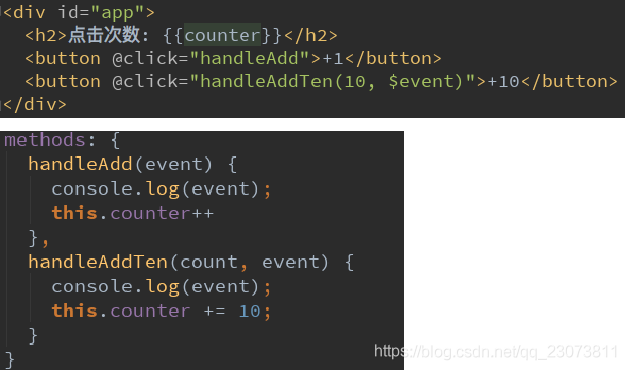 <div id="app">
  <h2>点击次数: {{counter}}</h2>
  <button @click="handleAdd">+1</button>
  <button @click="handleAddTen(10, $event)">+10</button>
</div>
methods: {
  handleAdd(event) {
    console.log(event);
    this.counter++
  },
  handleAddTen(count, event) {
    console.log(event);
    this.counter += 10;
  }
}
https://blog.csdn.net/qq_23073811